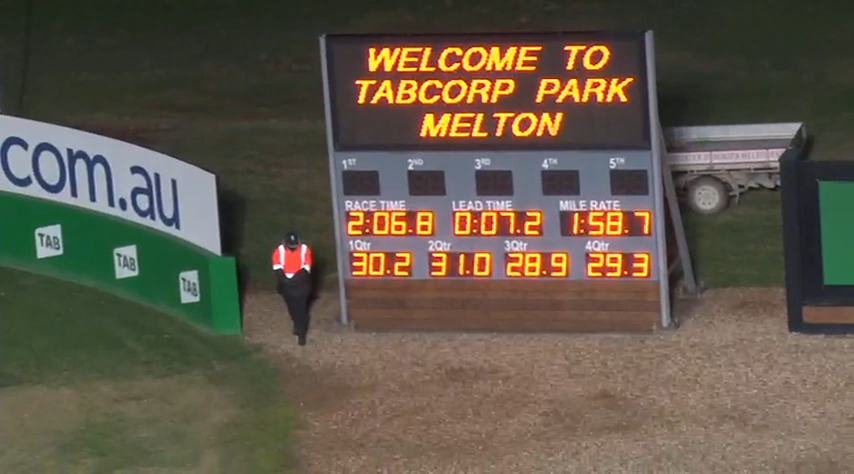 WELCOME TO
TABCORP PARK
MELTON
1ST 2ND 3RD 4TH 5TH
RACE TIME LEAD TIME MILE RATE
2:06.8 0:07.2 1:58.7
1Qtr 2Qtr 3Qtr 4Qtr
30.2 31.0 28.9 29.3
com.au
TAB
TAB
TAB